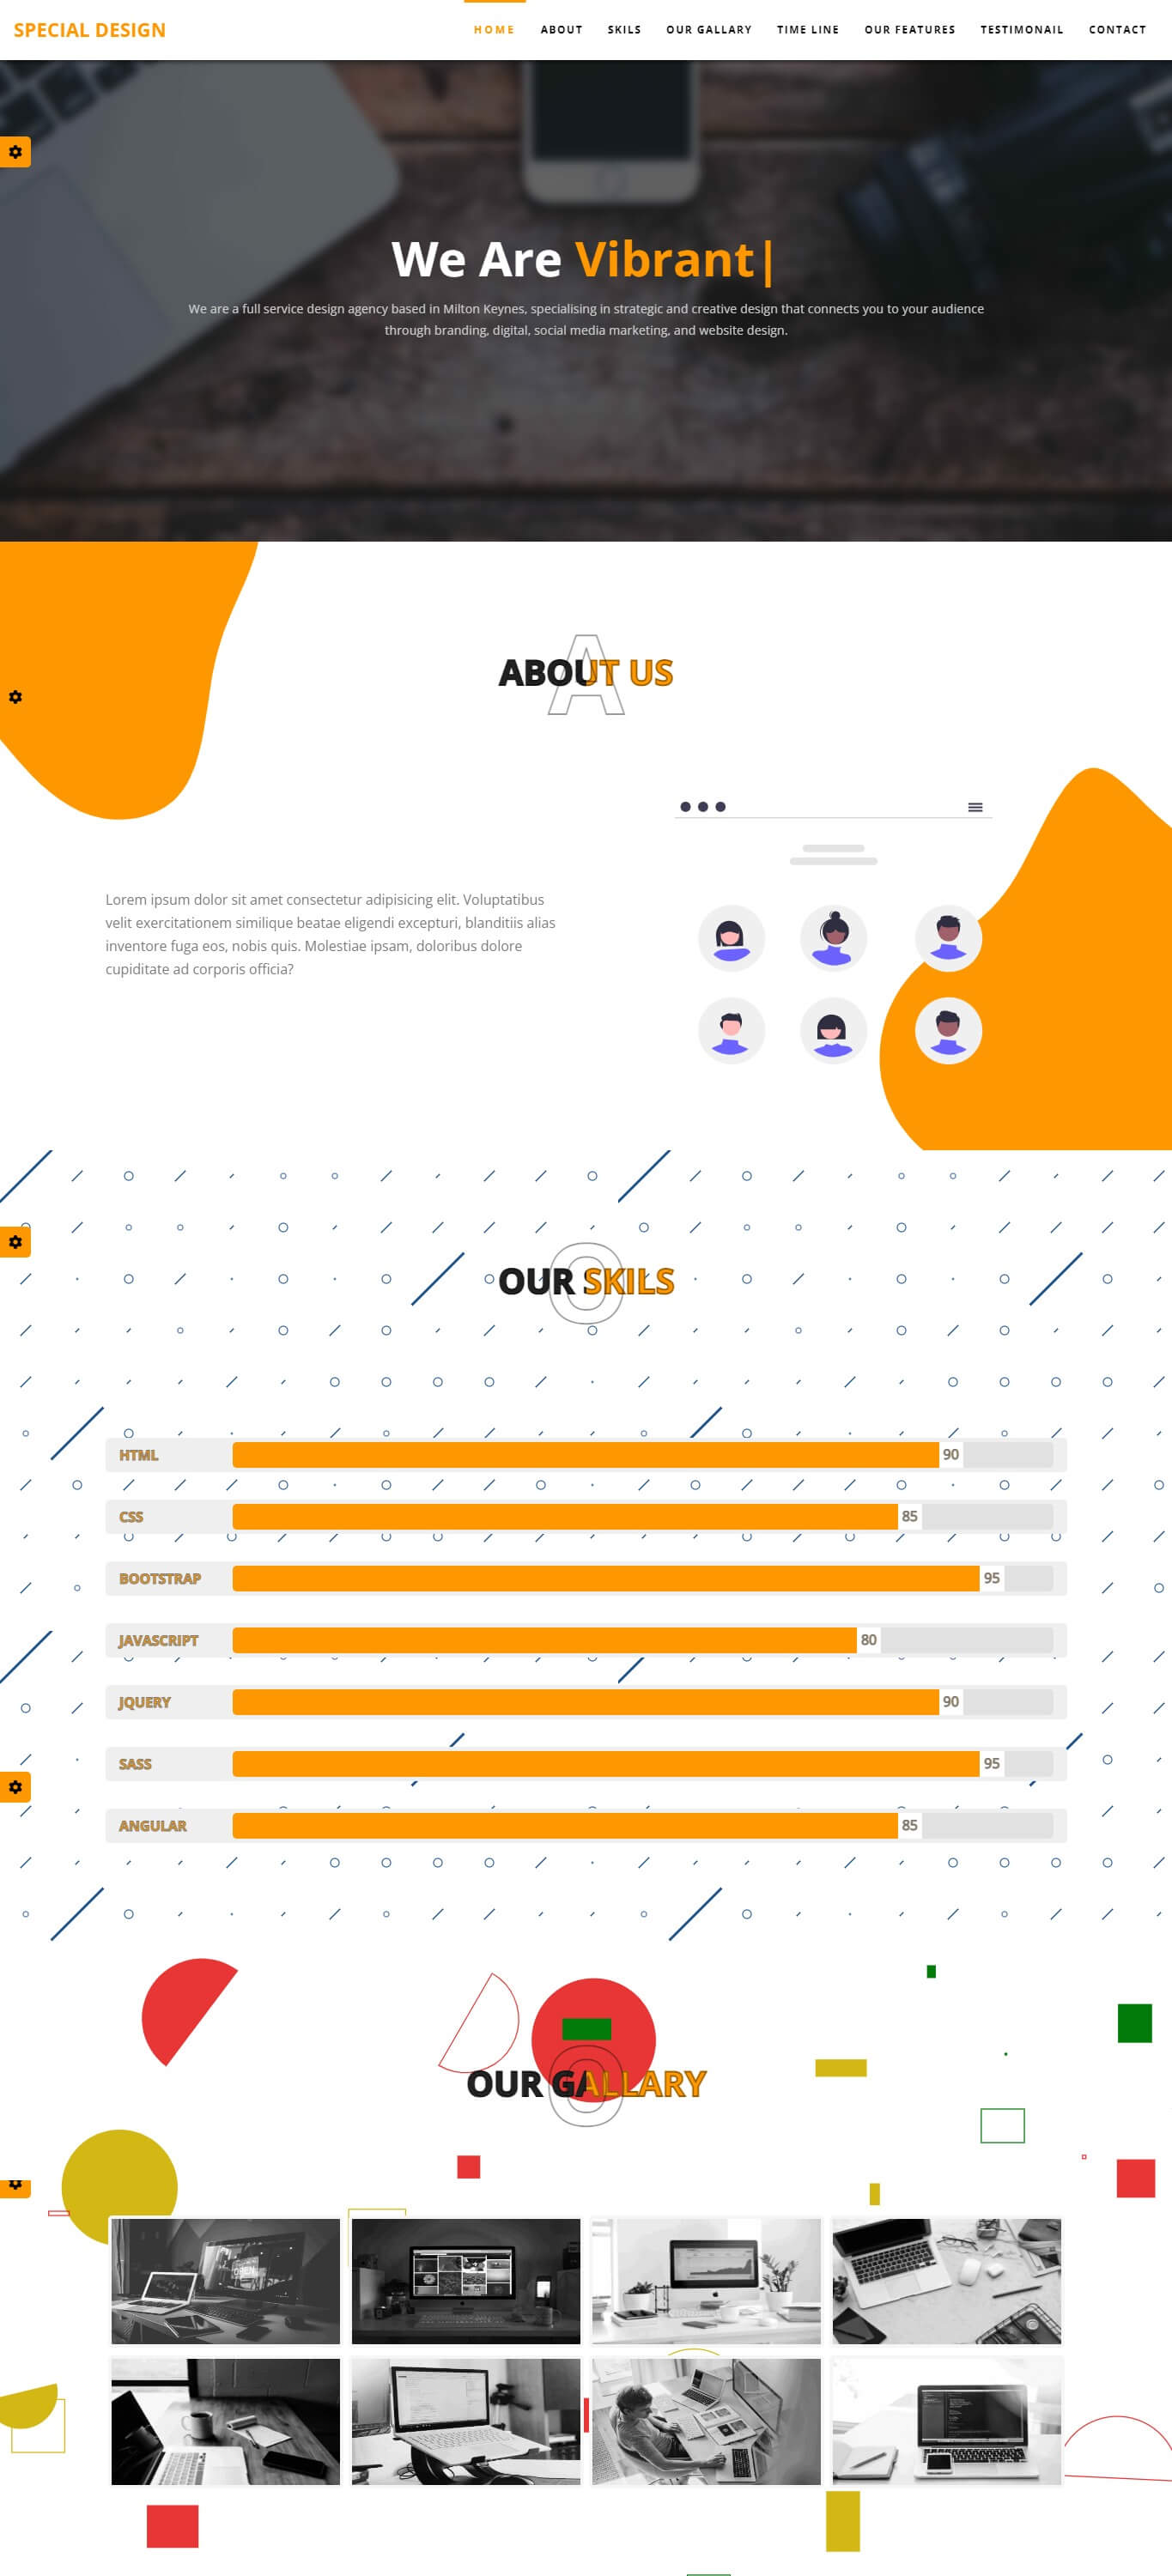 SPECIAL DESIGN
HOME ABOUT SKILS OUR GALLARY TIME LINE OUR FEATURES TESTIMONAIL CONTACT
We Are Vibrant|
We are a full service design agency based in Milton Keynes, specialising in strategic and creative design that connects you to your audience
through branding, digital, social media marketing, and website design.
A
ABOUT US
Lorem ipsum dolor sit amet consectetur adipisicing elit. Voluptatibus
velit exercitationem similique beatae eligendi excepturi, blanditiis alias
inventore fuga eos, nobis quis. Molestiae ipsam, doloribus dolore
cupiditate ad corporis officia?
O
OUR SKILS
HTML 90
CSS 85
BOOTSTRAP 95
JAVASCRIPT 80
JQUERY 90
SASS 95
ANGULAR 85
O
OUR GALLARY